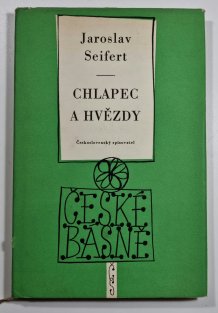 Jaroslav
Seifert
CHLAPEC
A HVĚZDY
Československý spisovatel
ČESKÉ
BÁSNĚ